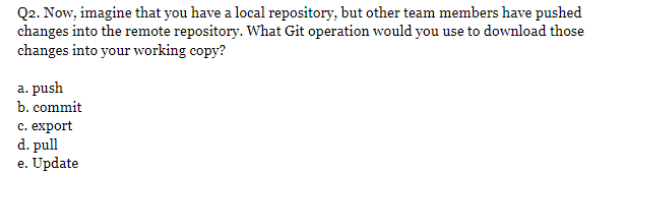 Q2. Now, imagine that you have a local repository, but other team members have pushed
changes into the remote repository. What Git operation would you use to download those
changes into your working copy?
a. push
b. commit
c. export
d. pull
e. Update